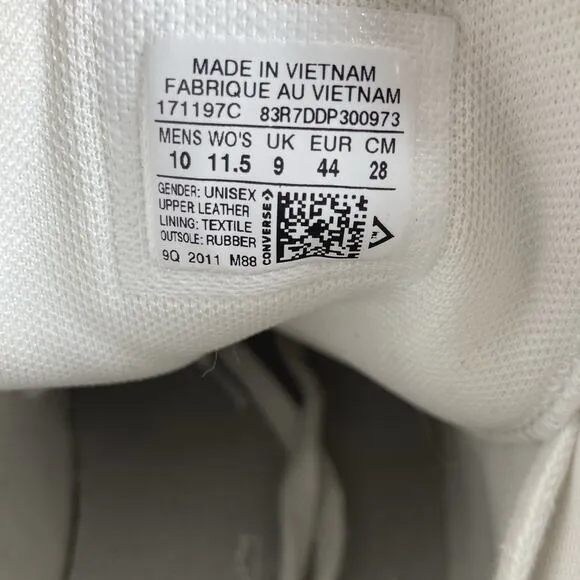 MADE IN VIETNAM
FABRIQUE AU VIETNAM
171197C 83R7DDP300973
MENS WO'S UK EUR CM
10 11.5 9 44 28
GENDER: UNISEX
UPPER LEATHER
LINING: TEXTILE
OUTSOLE: RUBBER
9Q 2011 M88
CONVERSE